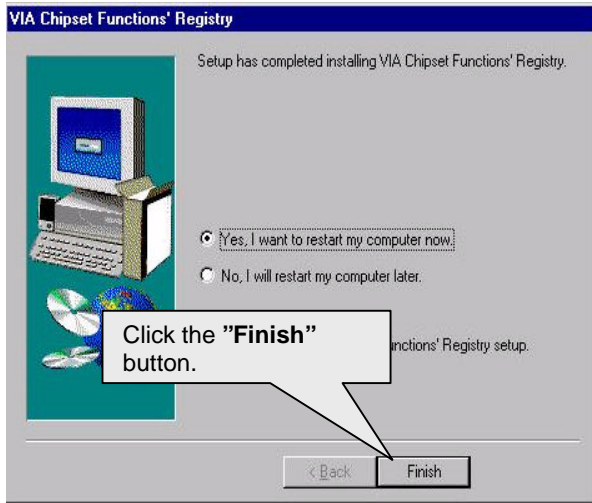 VIA Chipset Functions' Registry
Setup has completed installing VIA Chipset Functions' Registry.
Yes, I want to restart my computer now.
No, I will restart my computer later.
Click the ”Finish”
button.
unctions' Registry setup.
< Back
Finish